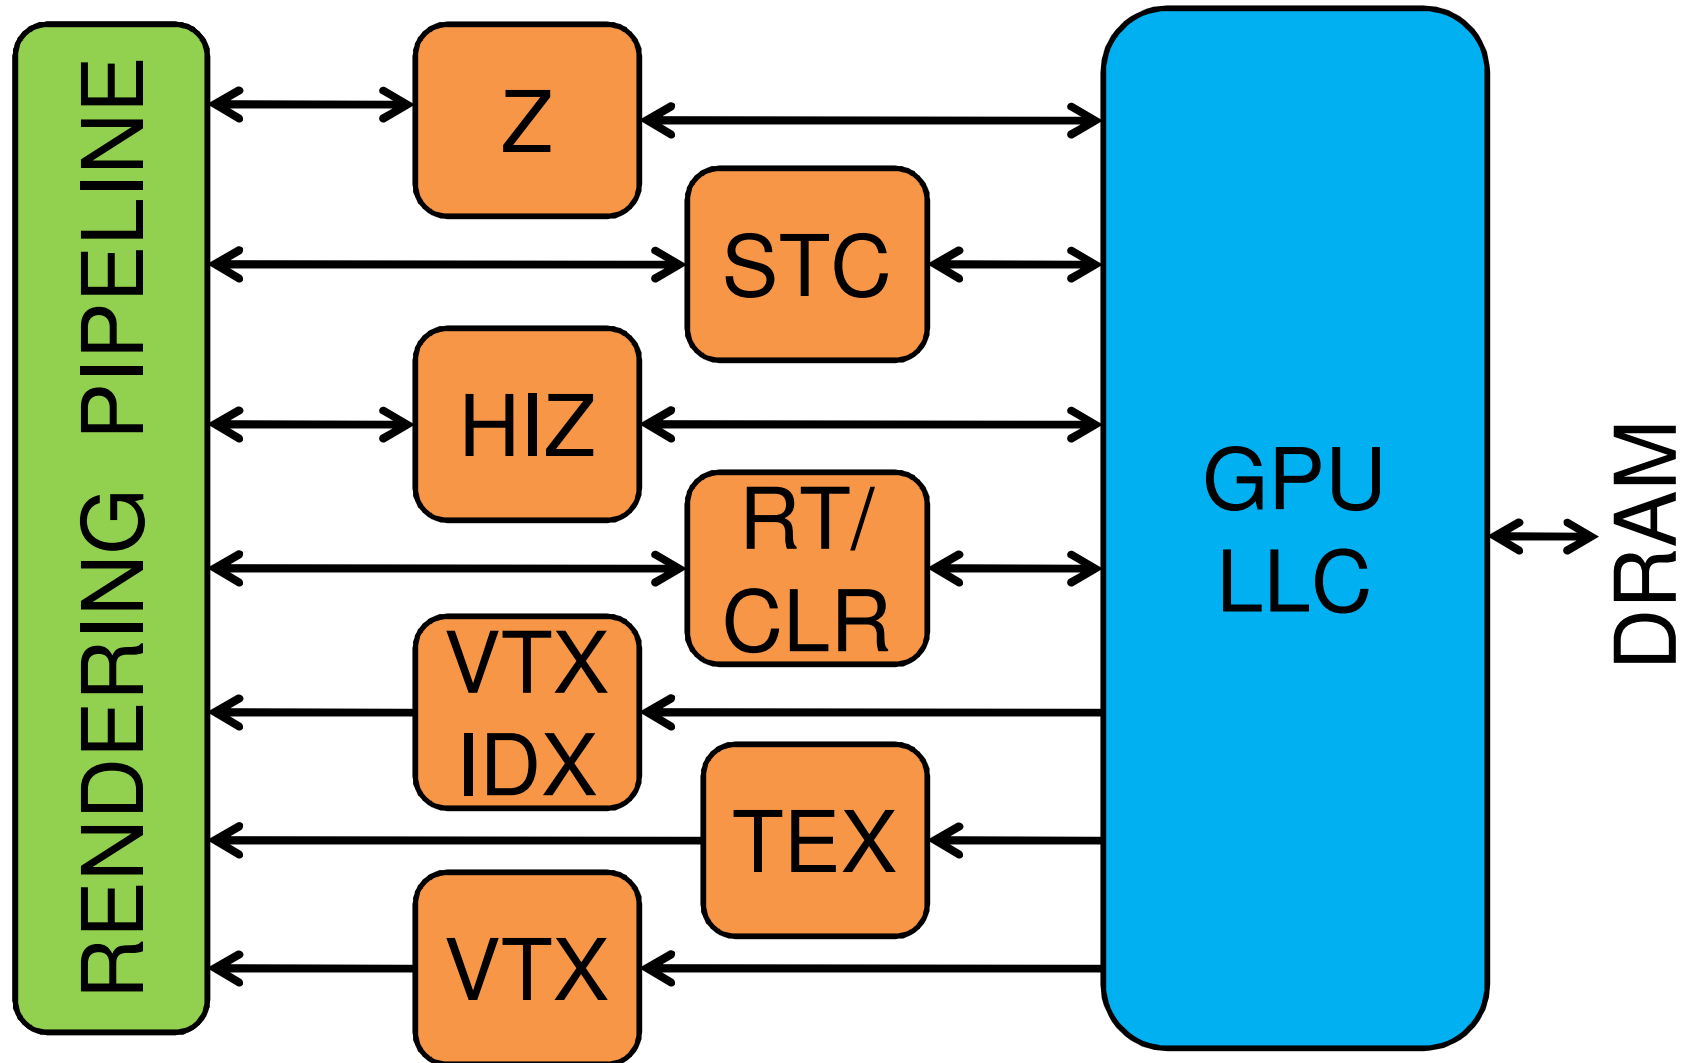 RENDERING PIPELINE
Z
STC
HIZ
RT/
CLR
VTX
IDX
TEX
VTX
GPU
LLC
DRAM